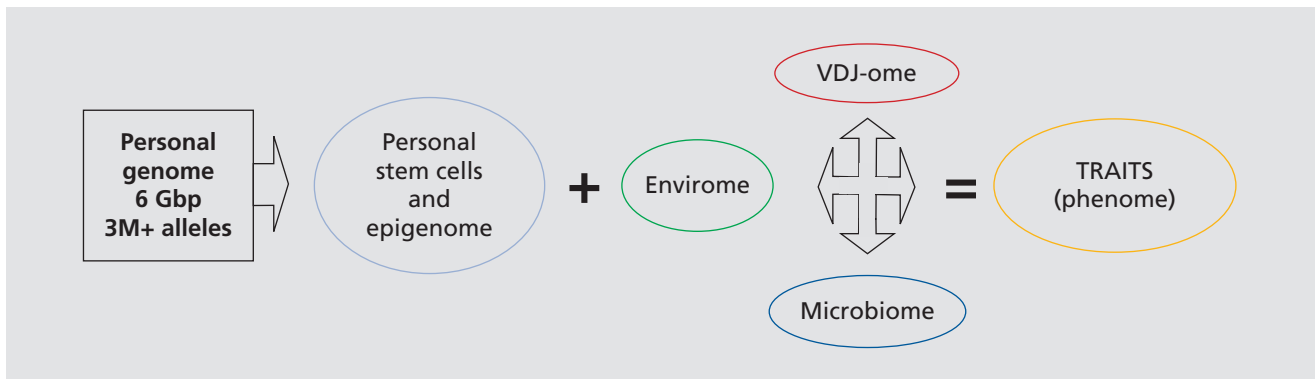 Personal
genome
6 Gbp
3M+ alleles
Personal
stem cells
and
epigenome
+
Envirome
VDJ-ome
Microbiome
=
TRAITS
(phenome)